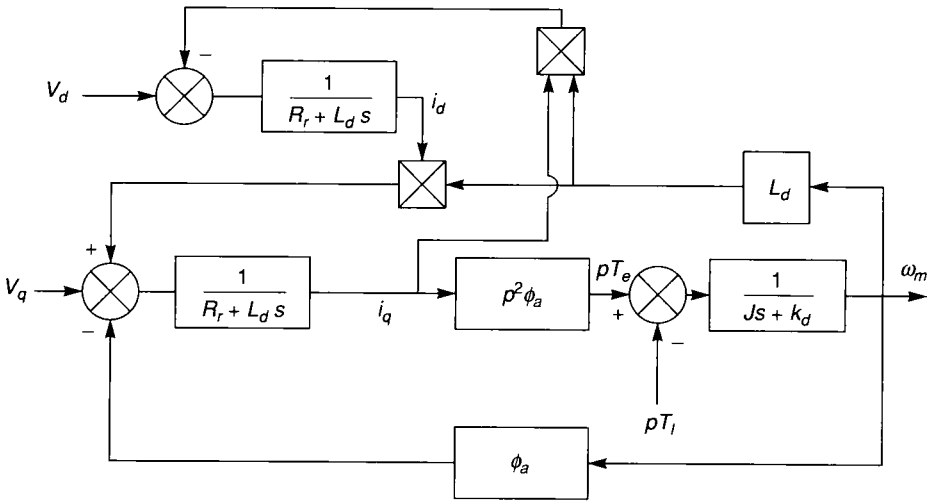 −
V_d
1
R_r + L_d s
i_d
L_d
+
V_q
−
1
R_r + L_d s
i_q
p²ϕ_a
pT_e
+
−
1
Js + k_d
ω_m
pT_l
ϕ_a